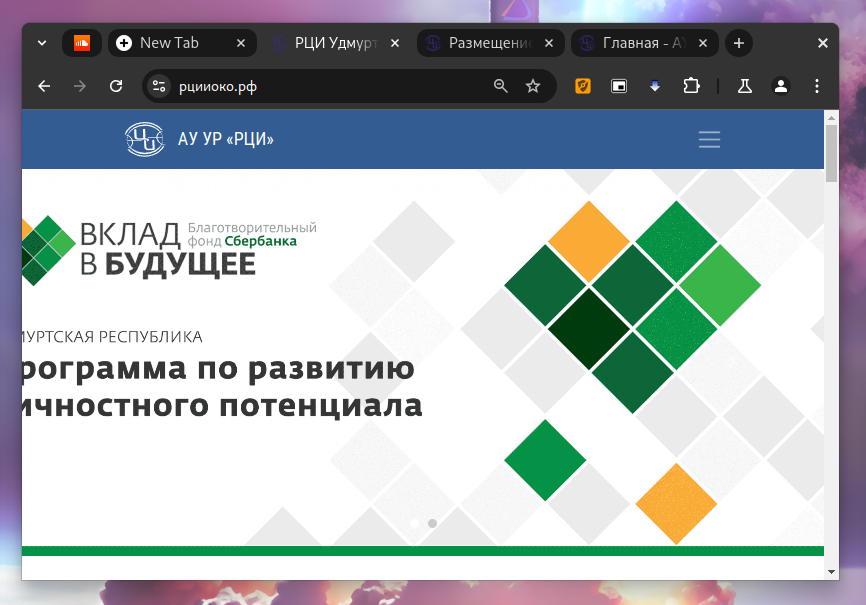 New Tab
РЦИ Удмурт
Размещени
Главная - АУ
рцииоко.рф
АУ УР «РЦИ»
ВКЛАД
В БУДУЩЕЕ
Благотворительный
фонд Сбербанка
МУРТСКАЯ РЕСПУБЛИКА
рограмма по развитию
ичностного потенциала